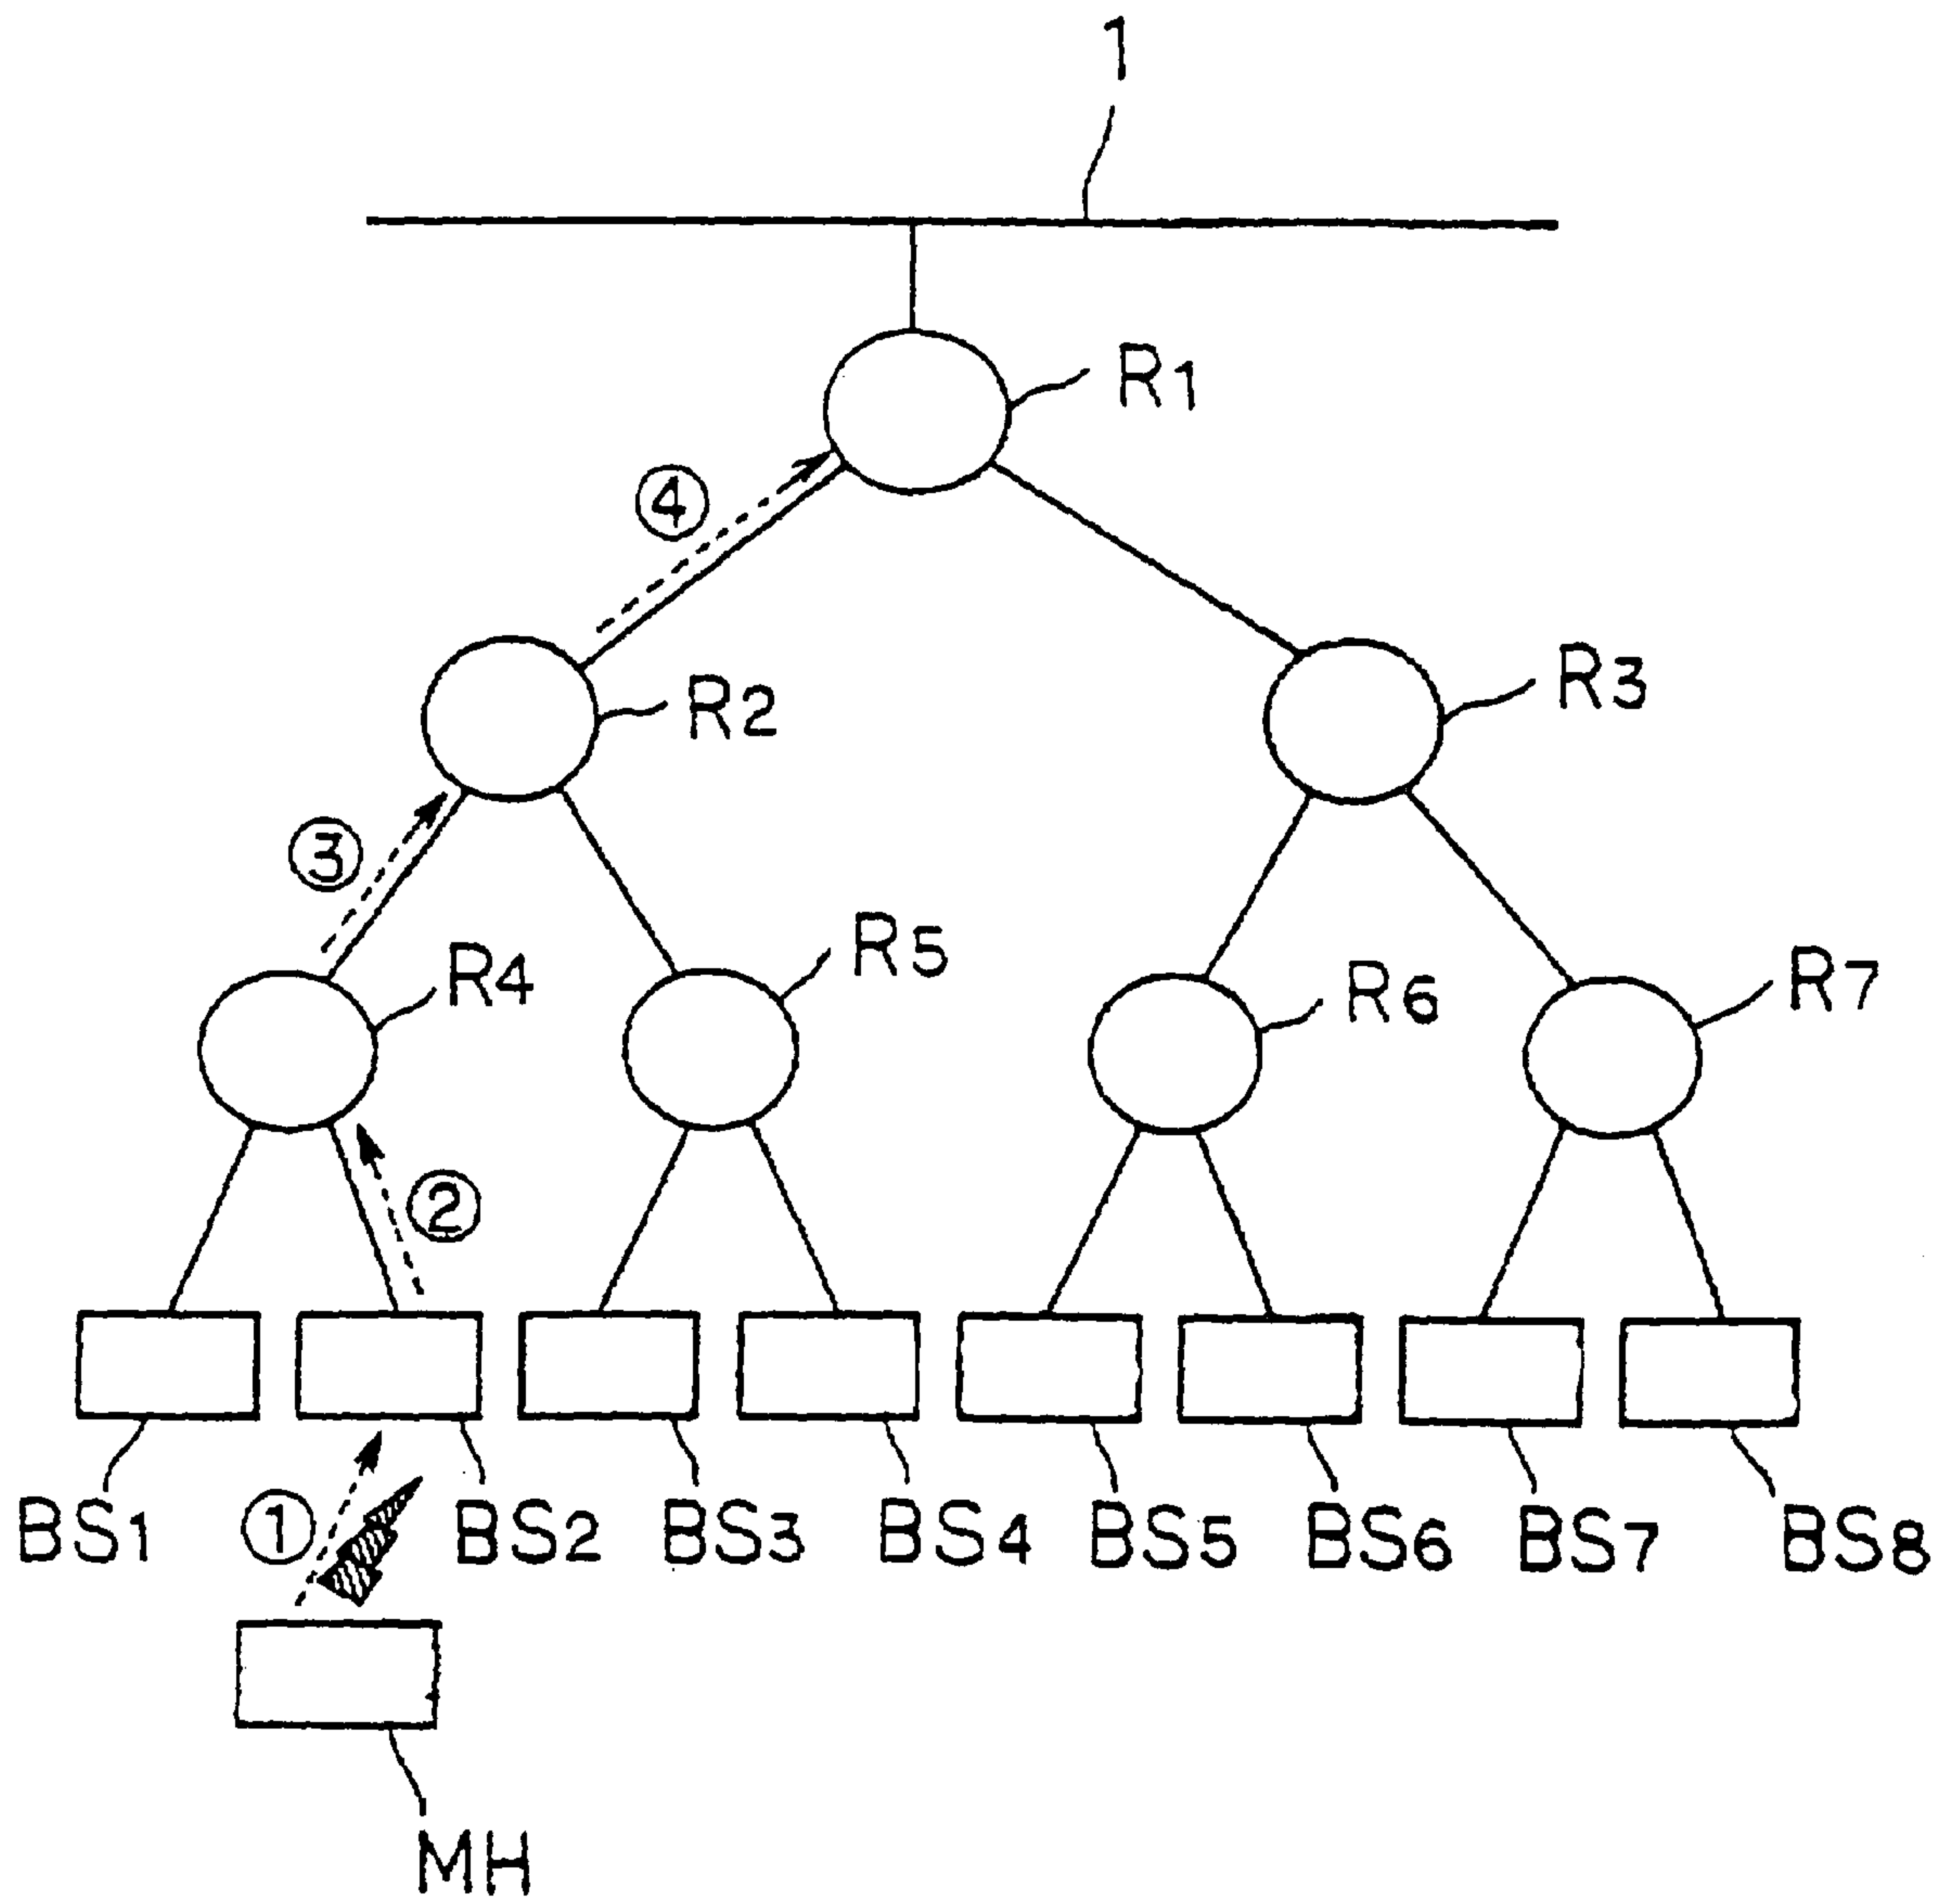 1
R1
④
R2
R3
③
R4
R5
R6
R7
②
BS1
①
BS2
BS3
BS4
BS5
BS6
BS7
BS8
MH